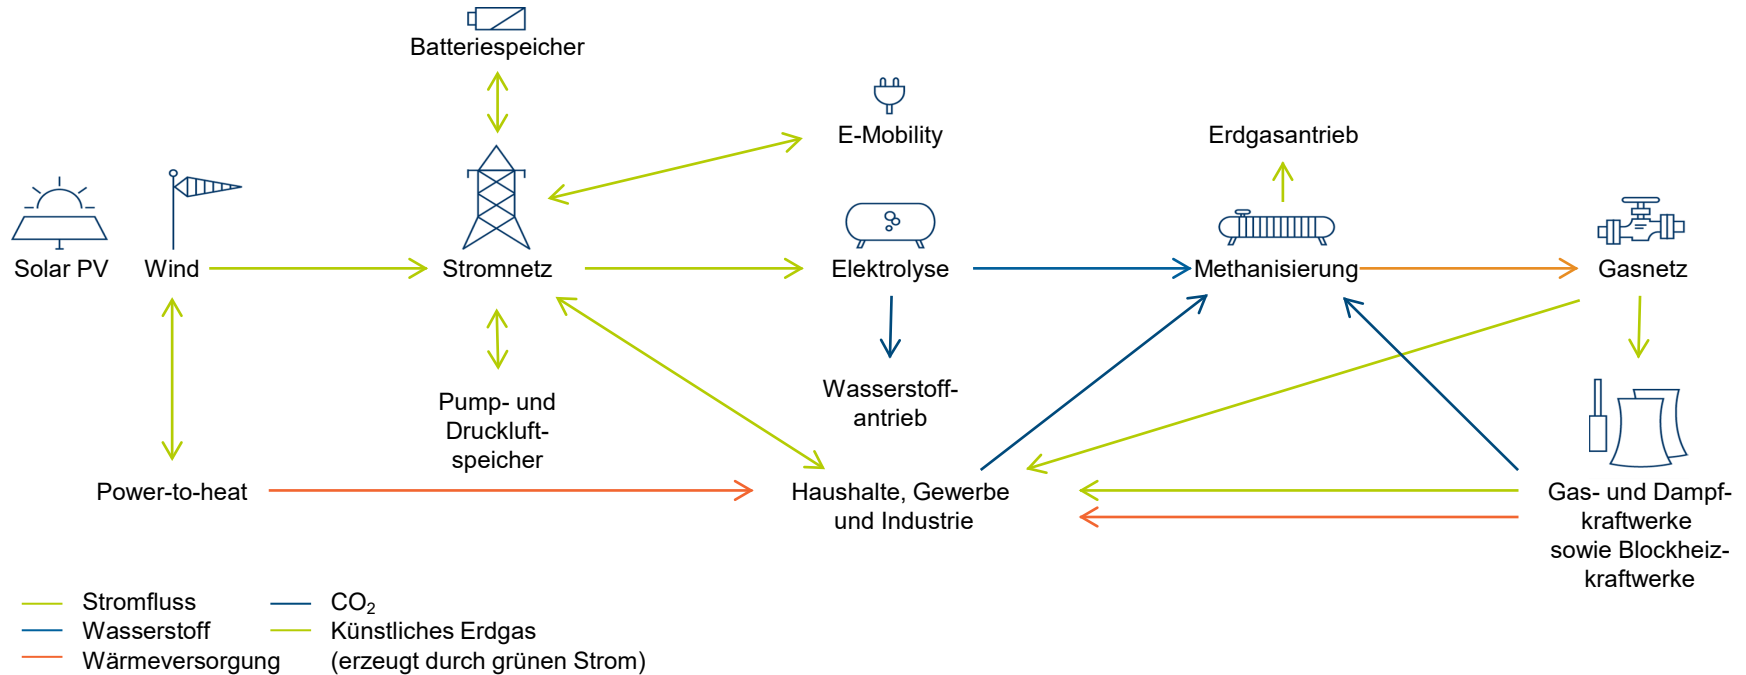 Batteriespeicher
E-Mobility
Erdgasantrieb
Solar PV
Wind
Stromnetz
Elektrolyse
Methanisierung
Gasnetz
Wasserstoff-
antrieb
Pump- und
Druckluft-
speicher
Power-to-heat
Haushalte, Gewerbe
und Industrie
Gas- und Dampf-
kraftwerke
sowie Blockheiz-
kraftwerke
Stromfluss
Wasserstoff
Wärmeversorgung
CO₂
Künstliches Erdgas
(erzeugt durch grünen Strom)